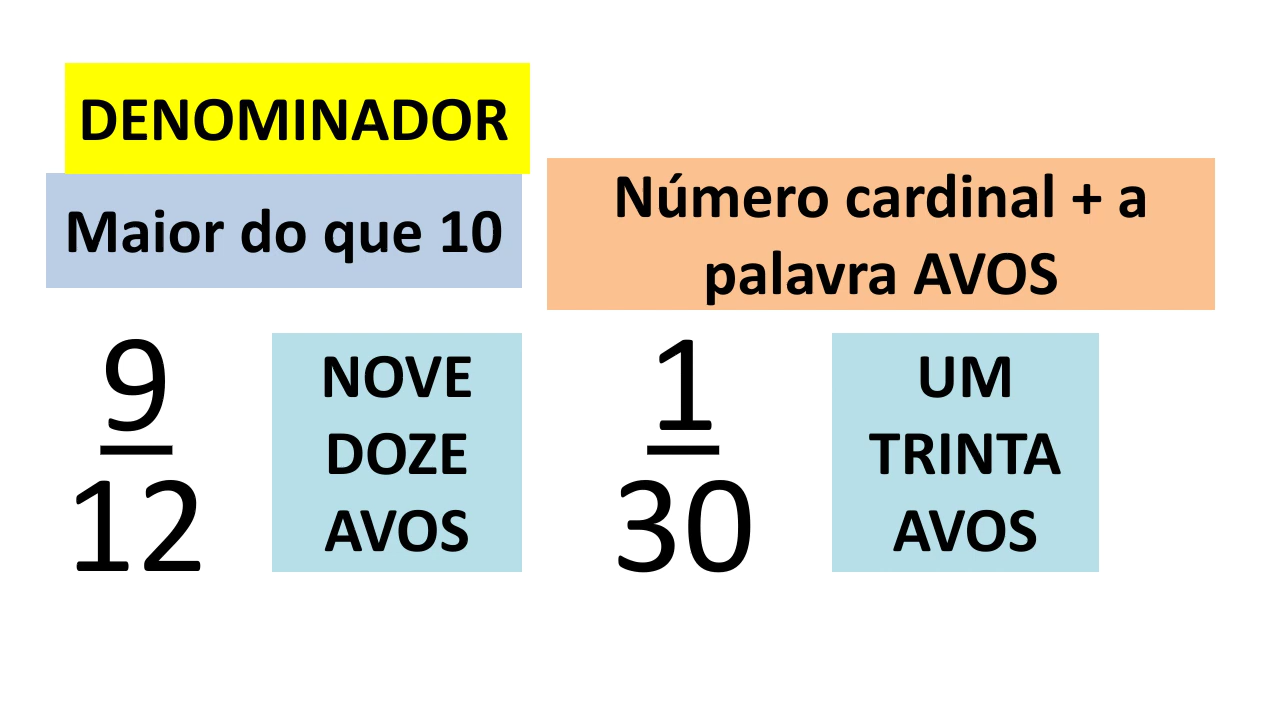 DENOMINADOR
Maior do que 10
Número cardinal + a
palavra AVOS
9
12
NOVE
DOZE
AVOS
1
30
UM
TRINTA
AVOS